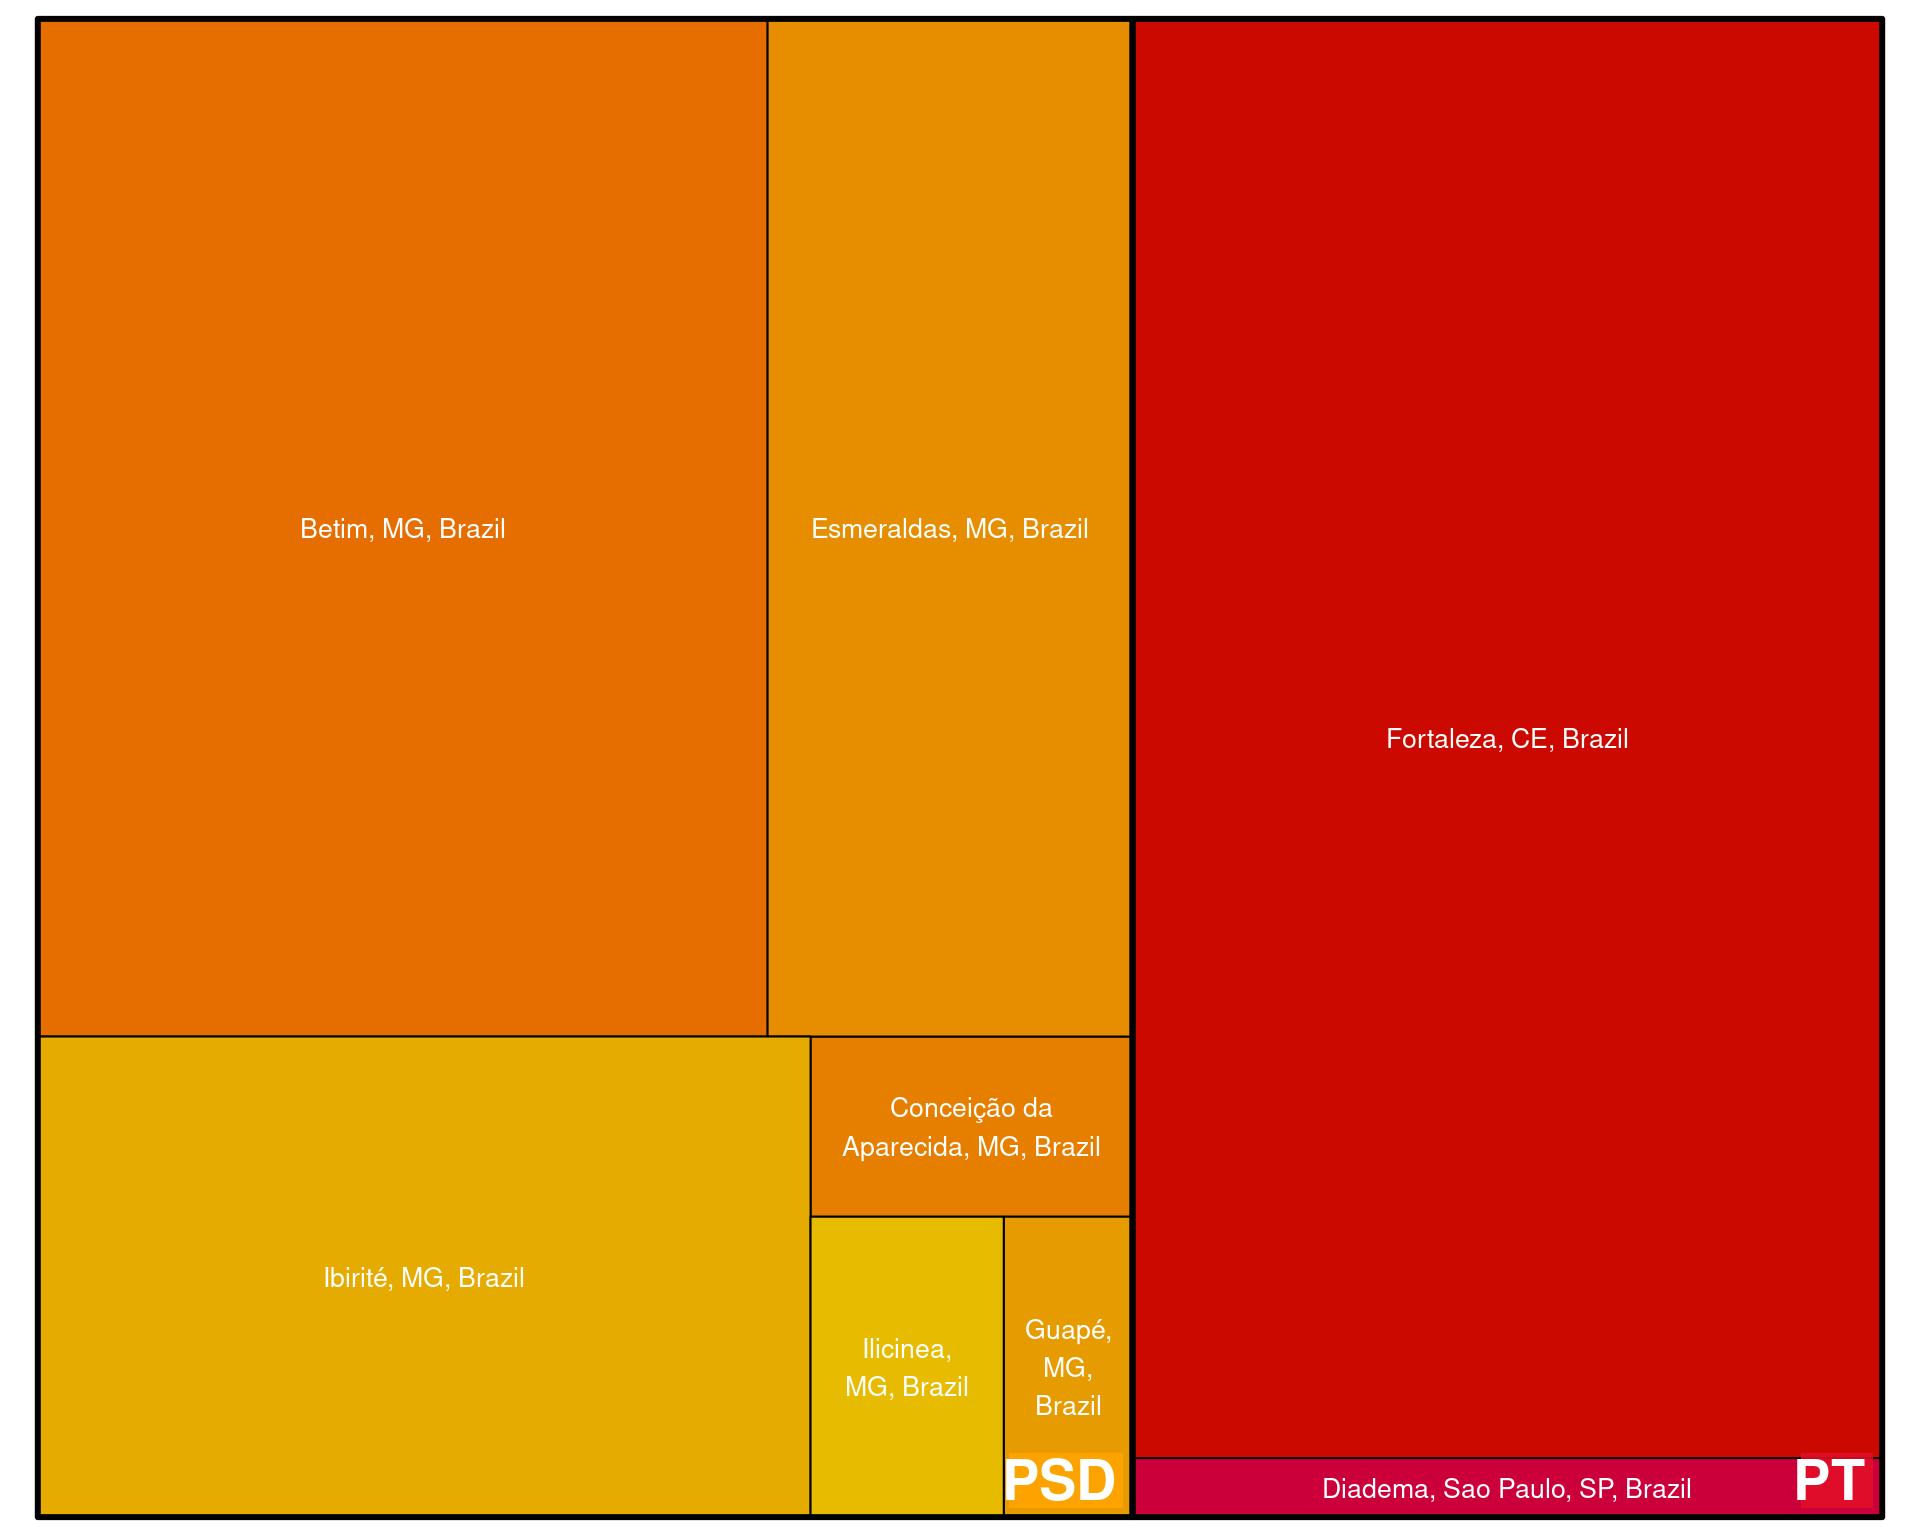 Betim, MG, Brazil
Esmeraldas, MG, Brazil
Fortaleza, CE, Brazil
Conceição da
Aparecida, MG, Brazil
Ibirité, MG, Brazil
Ilicinea,
MG, Brazil
Guapé,
MG,
Brazil
PSD
Diadema, Sao Paulo, SP, Brazil
PT